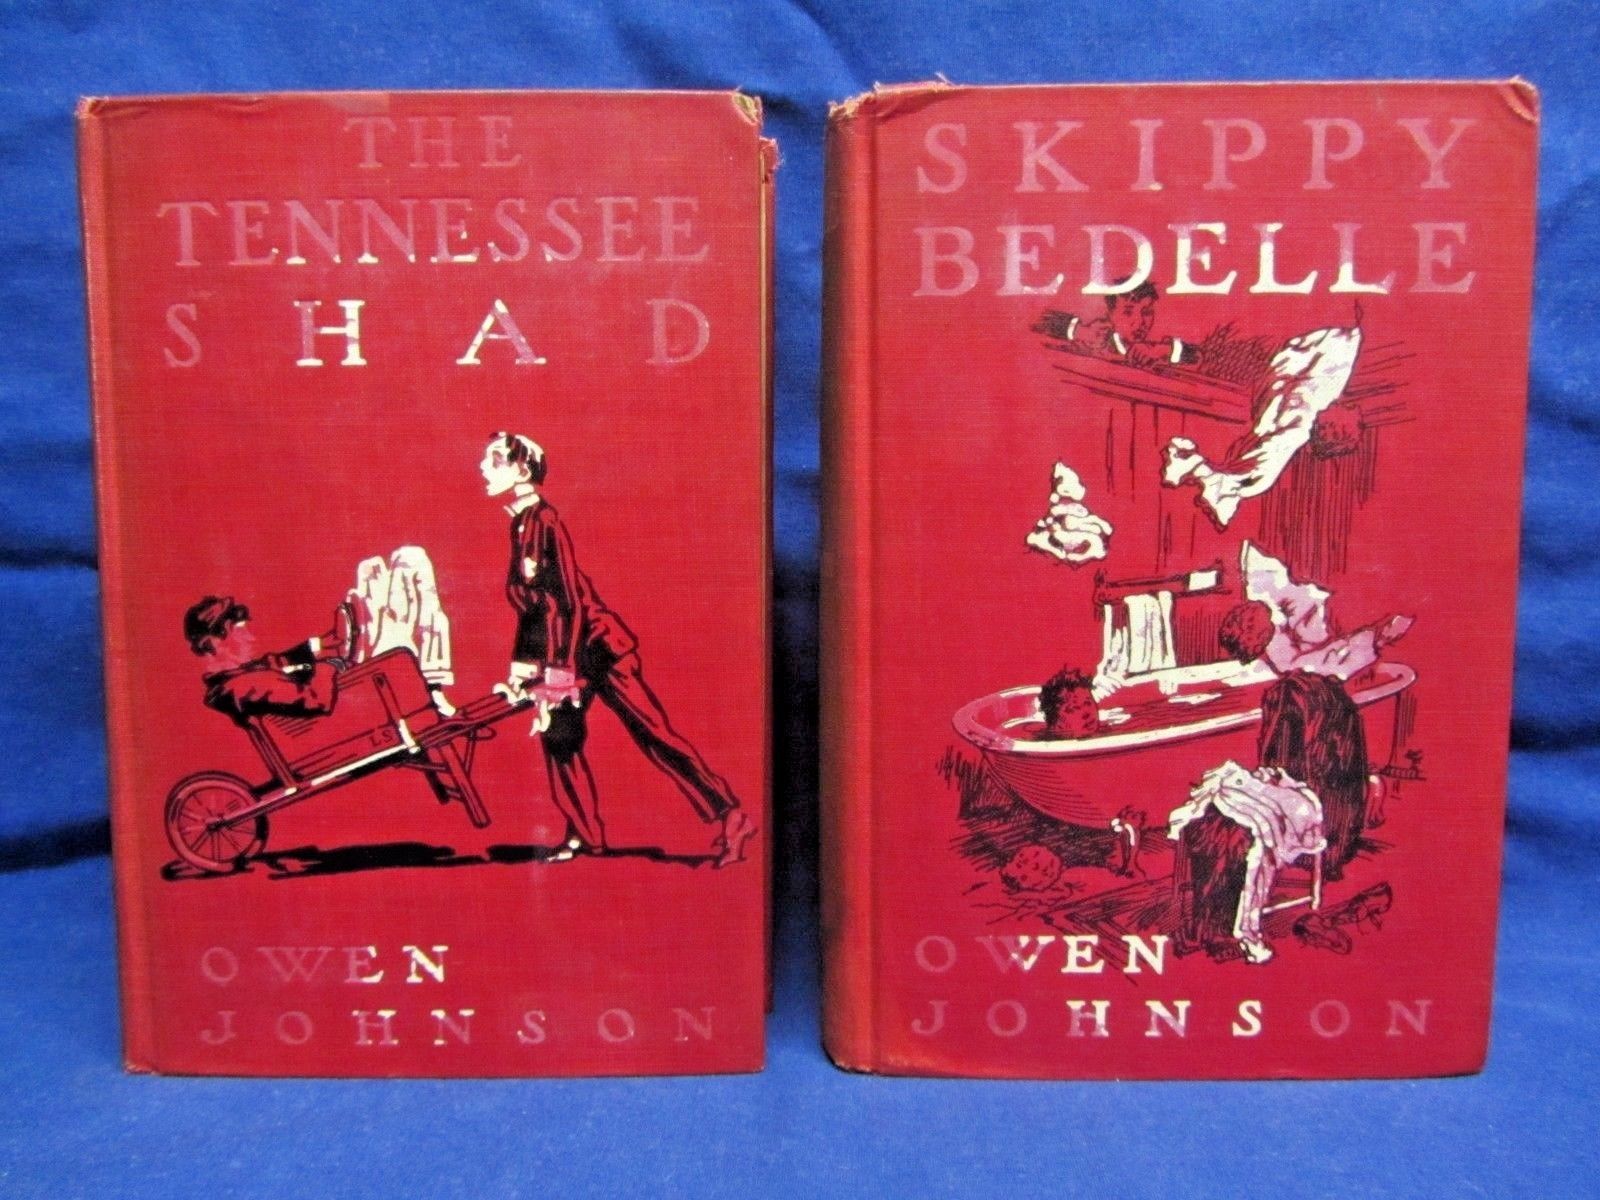 THE
TENNESSEE
SHAD
L.S.
OWEN
JOHNSON
SKIPPY
BEDELLE
OWEN
JOHNSON